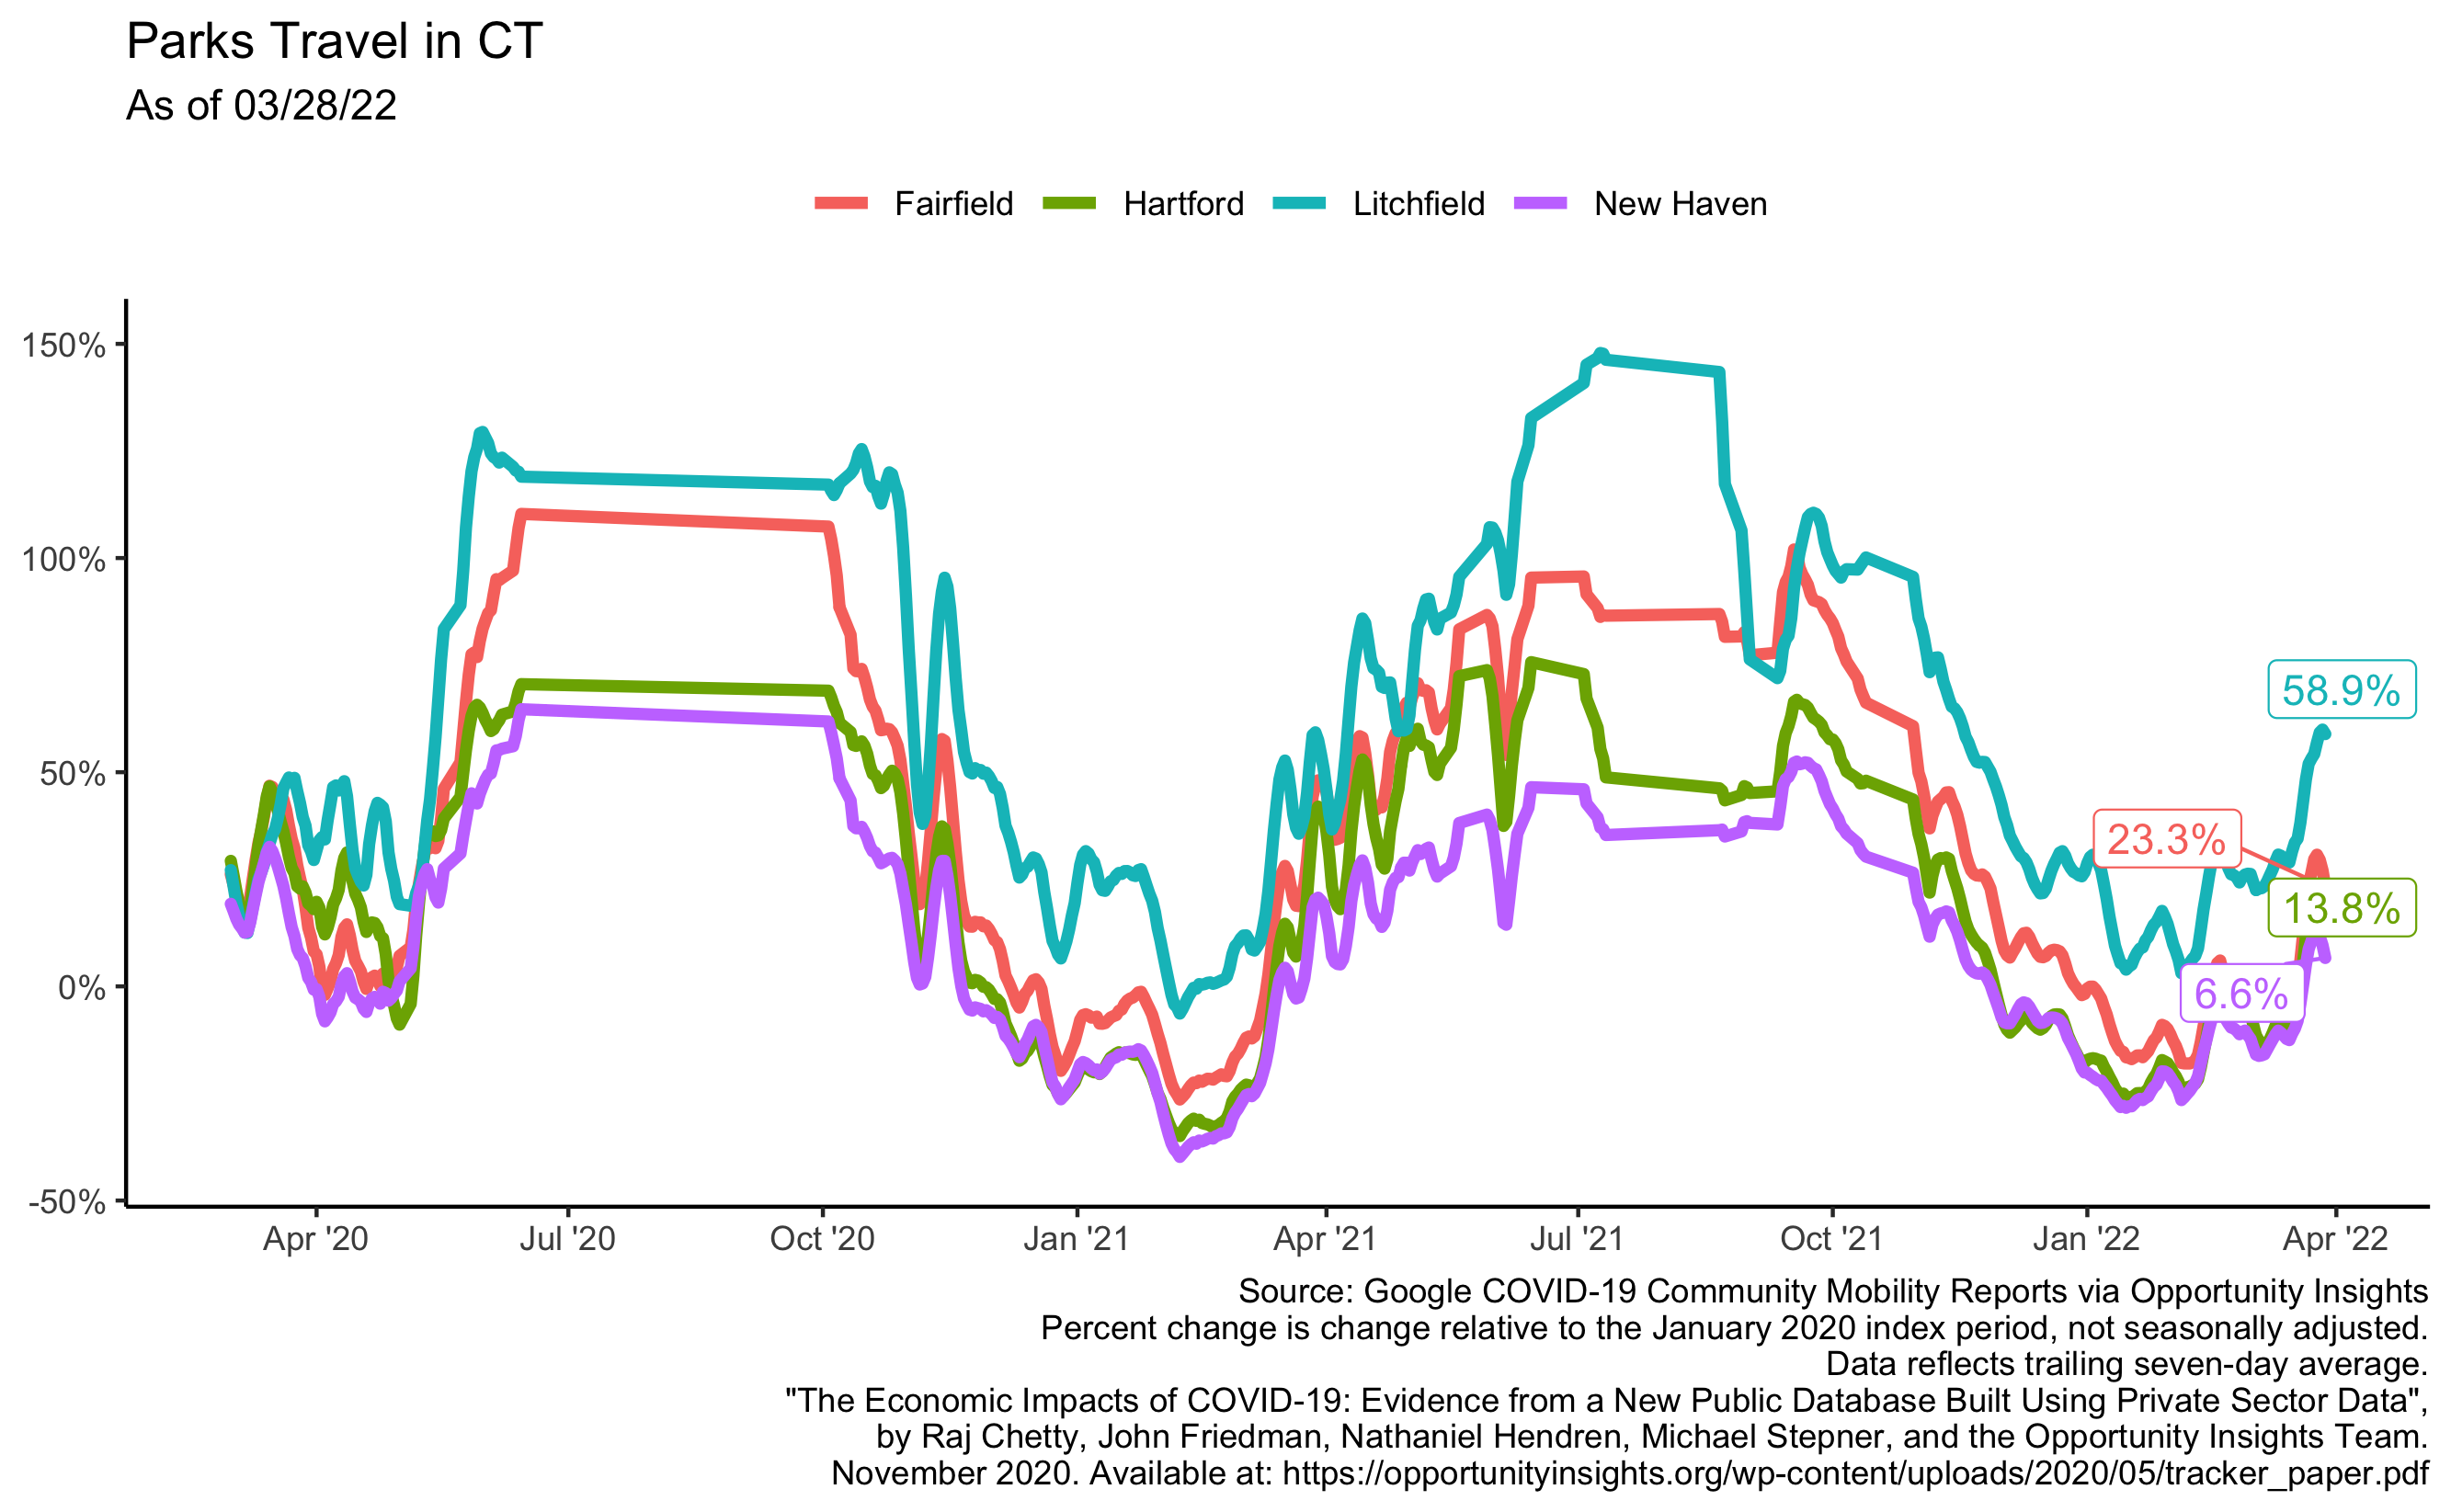 Parks Travel in CT
As of 03/28/22
Fairfield Hartford Litchfield New Haven
150%
100%
50%
0%
-50%
58.9%
23.3%
13.8%
6.6%
Apr '20 Jul '20 Oct '20 Jan '21 Apr '21 Jul '21 Oct '21 Jan '22 Apr '22
Source: Google COVID-19 Community Mobility Reports via Opportunity Insights
Percent change is change relative to the January 2020 index period, not seasonally adjusted.
Data reflects trailing seven-day average.
"The Economic Impacts of COVID-19: Evidence from a New Public Database Built Using Private Sector Data",
by Raj Chetty, John Friedman, Nathaniel Hendren, Michael Stepner, and the Opportunity Insights Team.
November 2020. Available at: https://opportunityinsights.org/wp-content/uploads/2020/05/tracker_paper.pdf